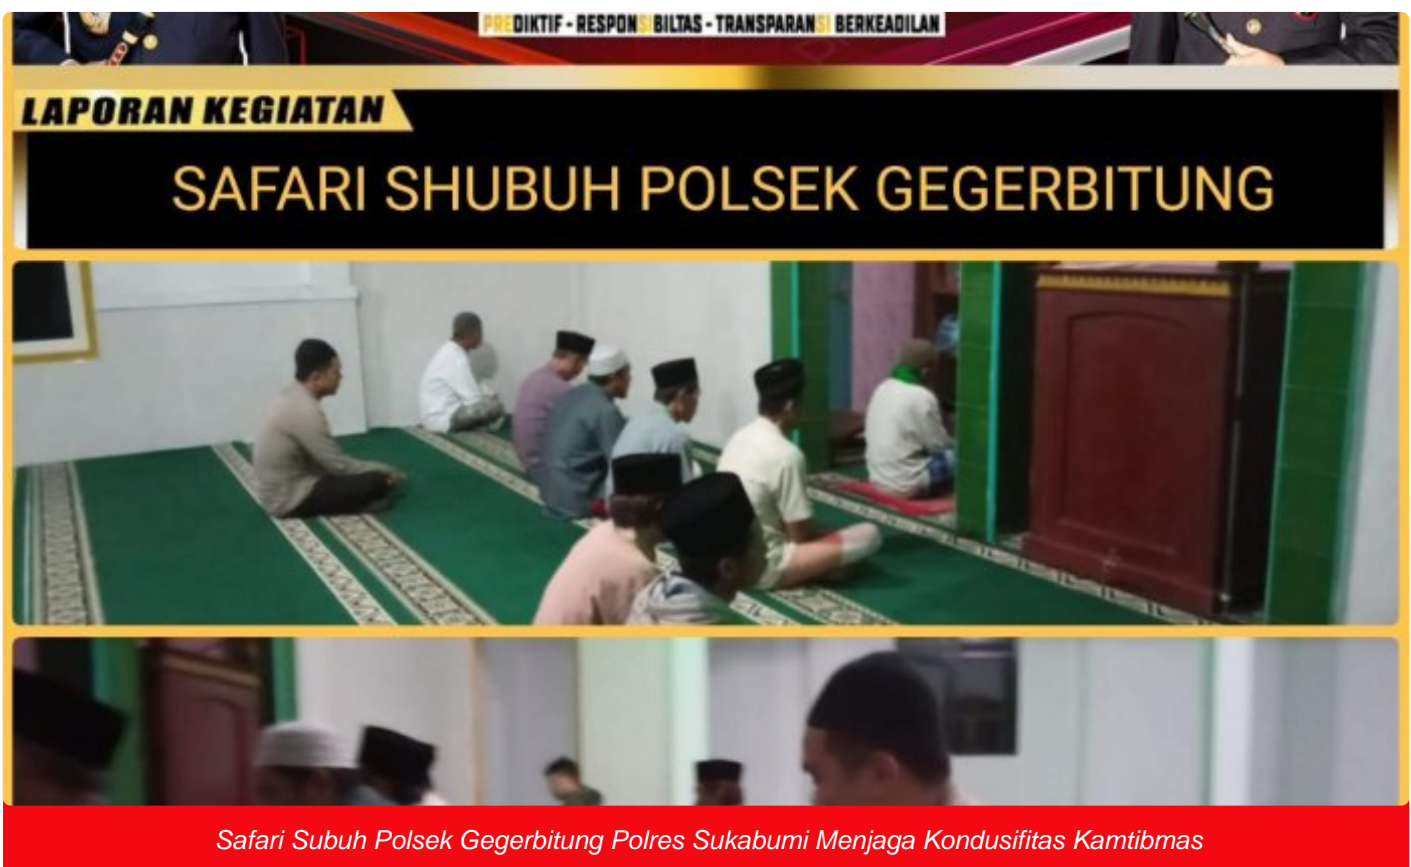 PREDIKTIF - RESPONSIBILTAS - TRANSPARANSI BERKEADILAN
LAPORAN KEGIATAN
SAFARI SHUBUH POLSEK GEGERBITUNG
Safari Subuh Polsek Gegerbitung Polres Sukabumi Menjaga Kondusifitas Kamtibmas